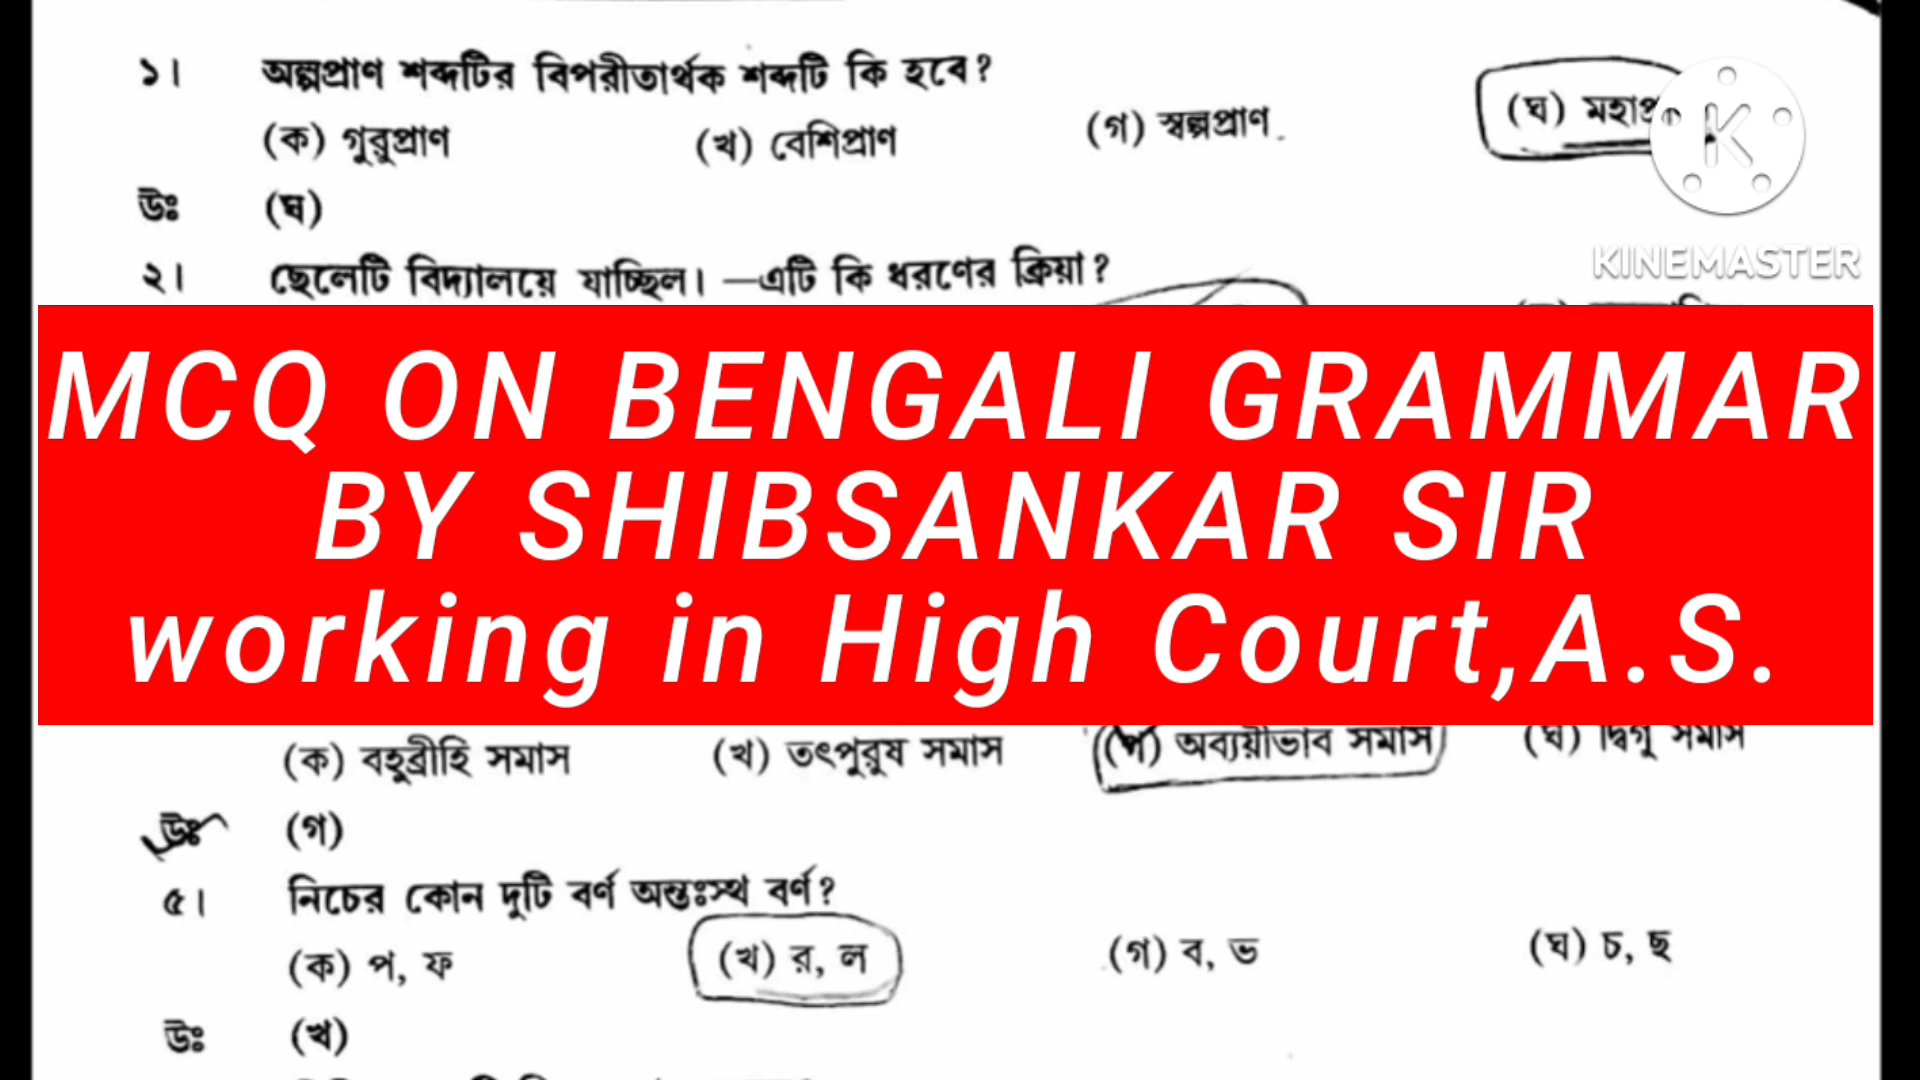 ১। অল্পপ্রাণ শব্দটির বিপরীতার্থক শব্দটি কি হবে?
(ক) গুরুপ্রাণ (খ) বেশিপ্রাণ (গ) স্বল্পপ্রাণ (ঘ)
উঃ (ঘ)
২। ছেলেটি বিদ্যালয়ে যাচ্ছিল। —এটি কি ধরণের ক্রিয়া?
KINEMASTER
MCQ ON BENGALI GRAMMAR
BY SHIBSANKAR SIR
working in High Court,A.S.
(ক) বহুব্রীহি সমাস (খ) তৎপুরুষ সমাস (গ) অব্যয়ীভাব সমাস (ঘ) দ্বিগু সমাস
উঃ (গ)
৫। নিচের কোন দুটি বর্ণ অন্তঃস্থ বর্ণ?
(ক) প, ফ (খ) র, ল (গ) ব, ভ (ঘ) চ, ছ
উঃ (খ)